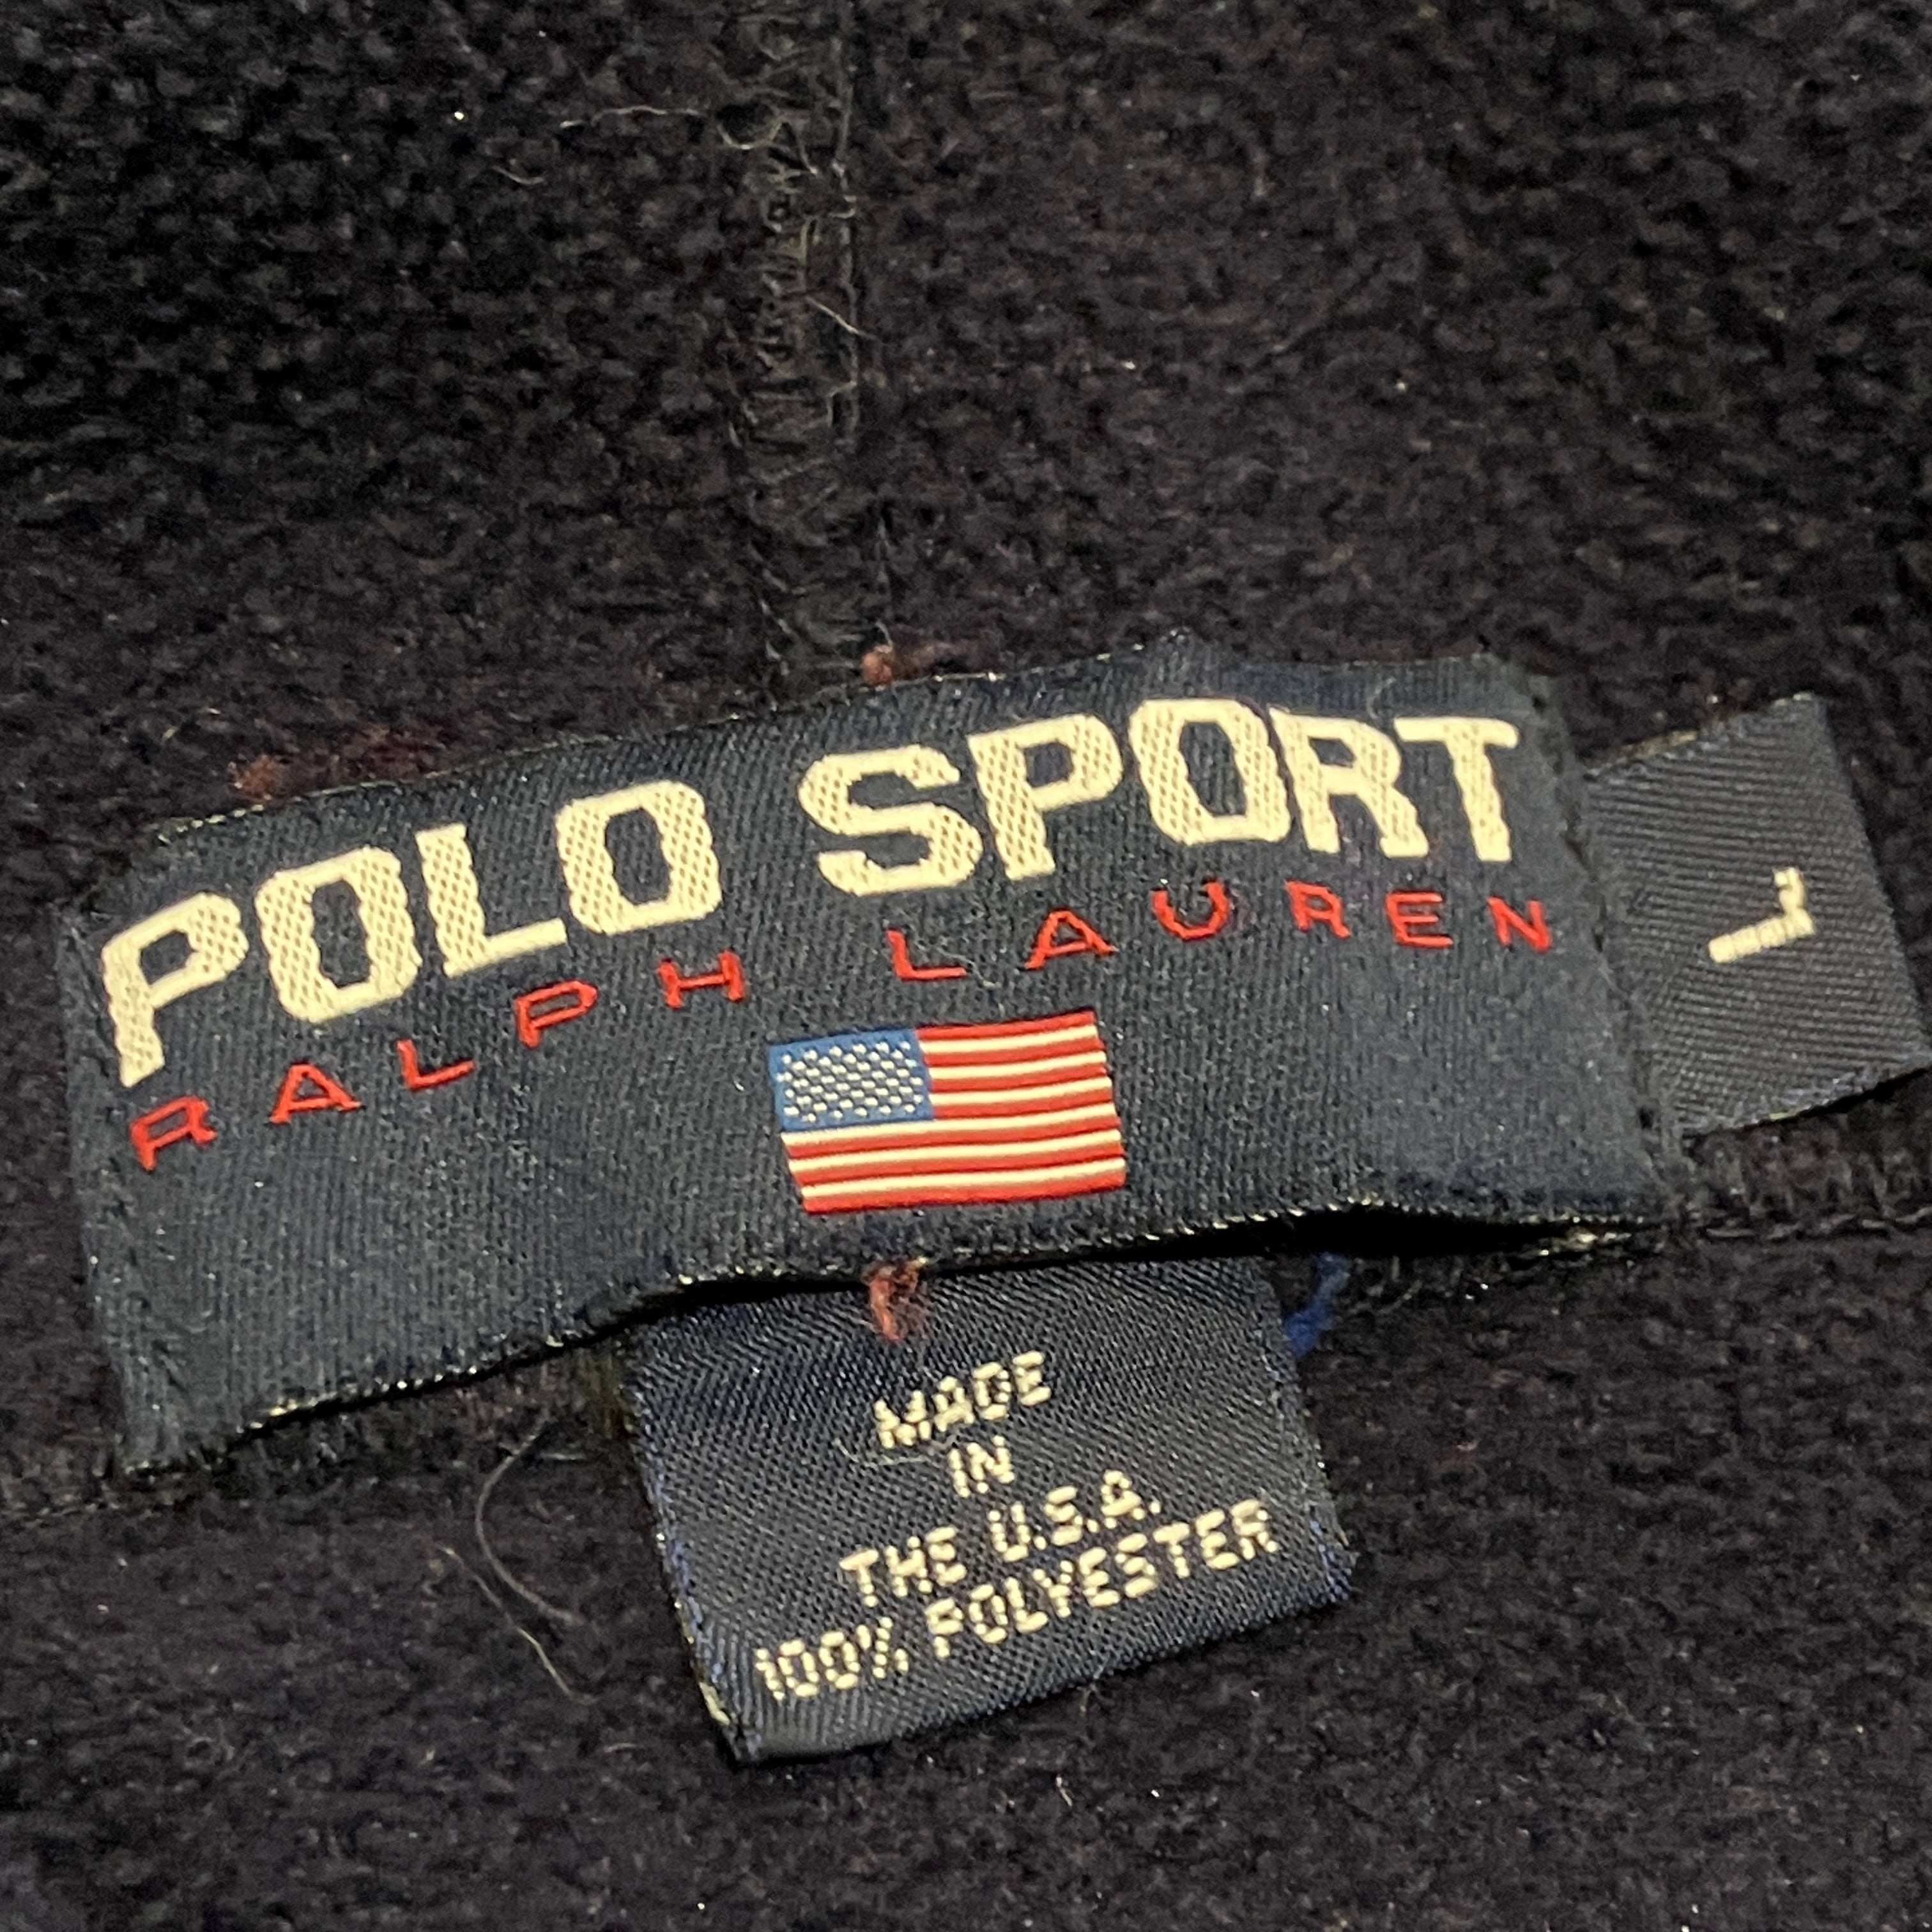 POLO SPORT
RALPH LAUREN
L
MADE
IN
THE U.S.A.
100% POLYESTER